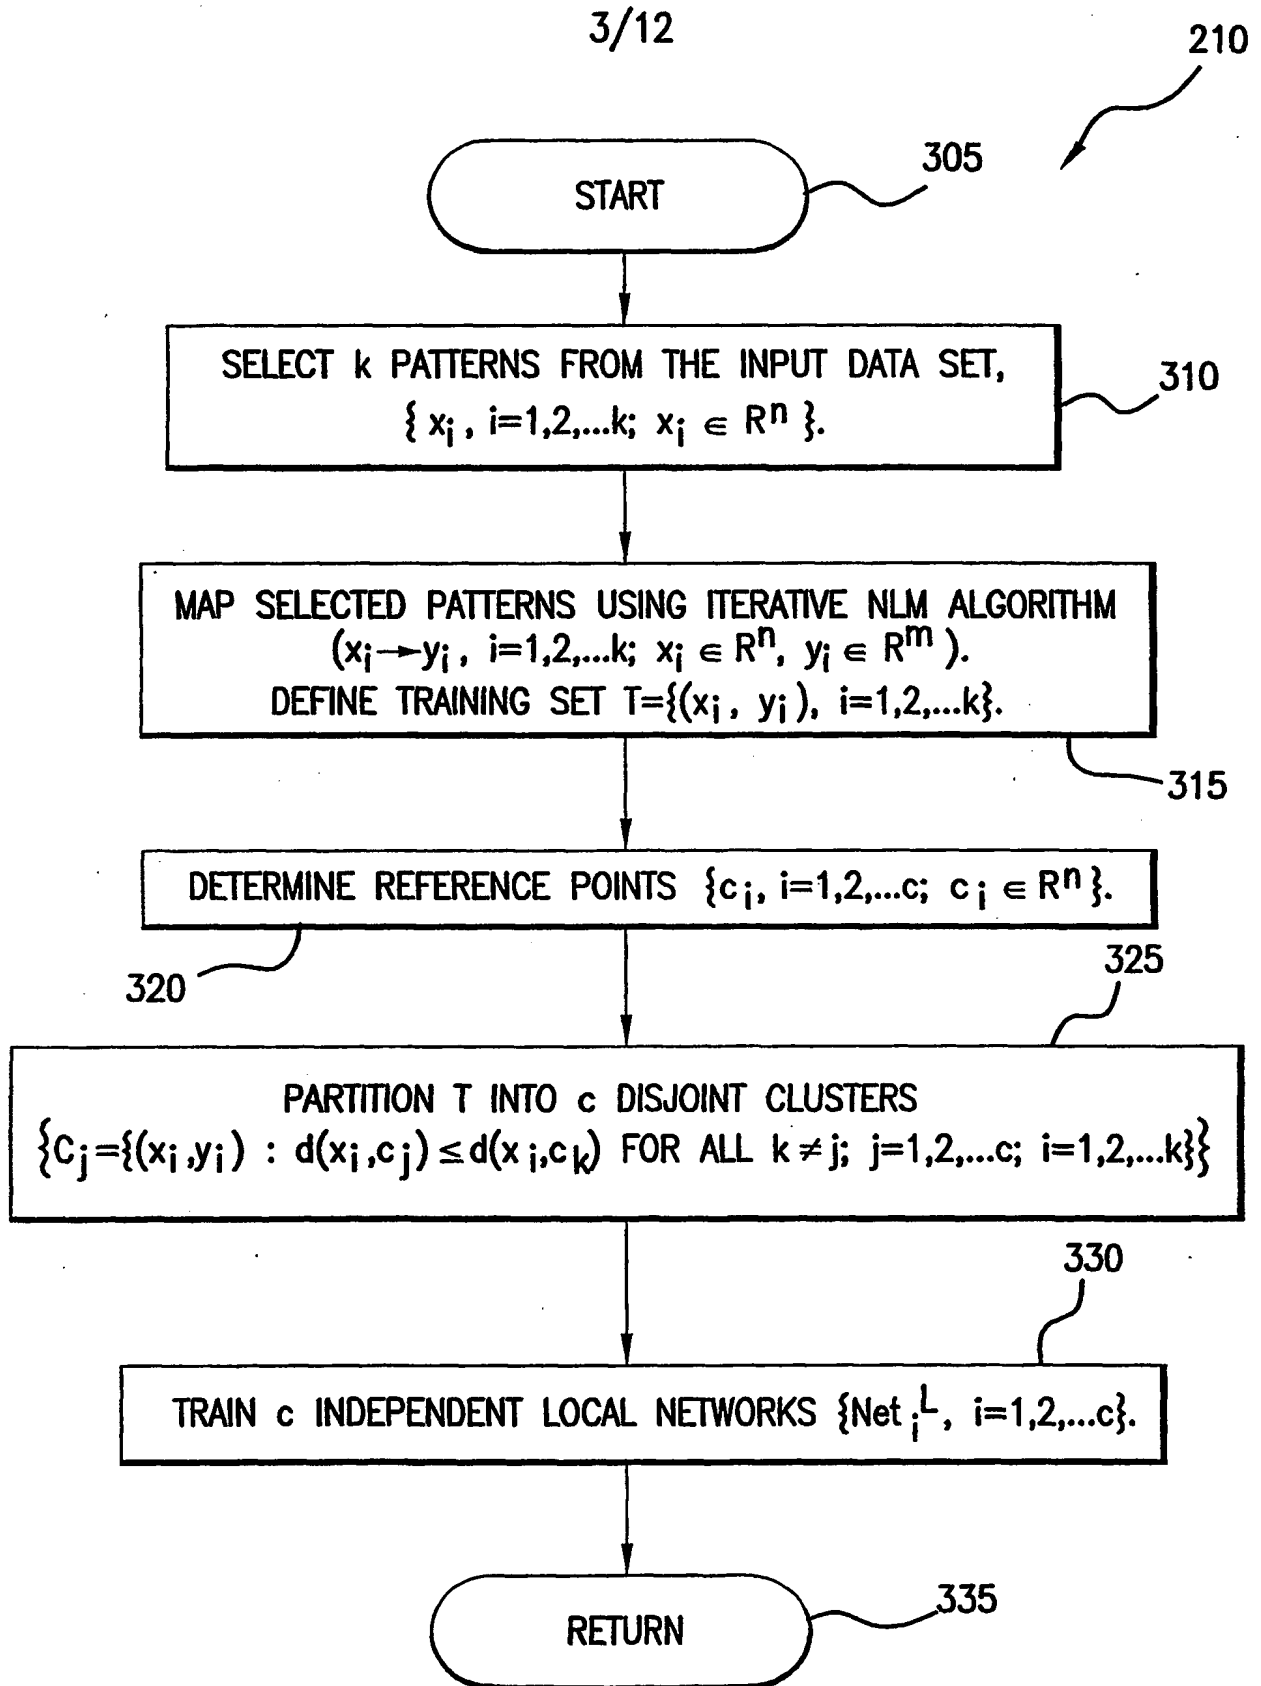 3/12
210
START
305
SELECT k PATTERNS FROM THE INPUT DATA SET,
{ xᵢ , i=1,2,...k; xᵢ ∈ Rⁿ }.
310
MAP SELECTED PATTERNS USING ITERATIVE NLM ALGORITHM
(xᵢ→yᵢ , i=1,2,...k; xᵢ ∈ Rⁿ, yᵢ ∈ Rᵐ ).
DEFINE TRAINING SET T={(xᵢ , yᵢ), i=1,2,...k}.
315
DETERMINE REFERENCE POINTS {cᵢ, i=1,2,...c; cᵢ ∈ Rⁿ}.
320
325
PARTITION T INTO c DISJOINT CLUSTERS
{Cⱼ={(xᵢ,yᵢ) : d(xᵢ,cⱼ) ≤ d(xᵢ,cₖ) FOR ALL k ≠ j; j=1,2,...c; i=1,2,...k}}
330
TRAIN c INDEPENDENT LOCAL NETWORKS {Netᵢᴸ, i=1,2,...c}.
RETURN
335